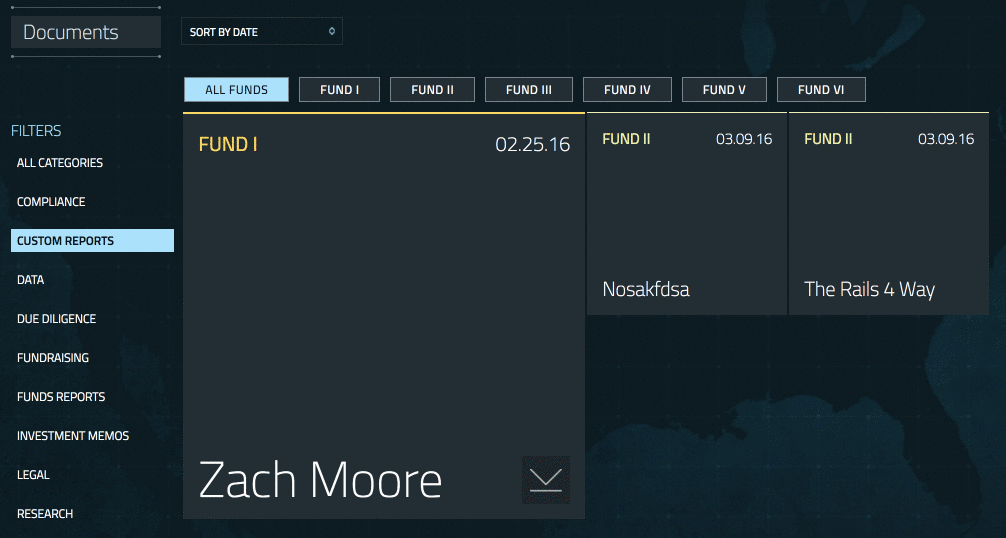 Documents
SORT BY DATE
ALL FUNDS
FUND I
FUND II
FUND III
FUND IV
FUND V
FUND VI
FILTERS
ALL CATEGORIES
COMPLIANCE
CUSTOM REPORTS
DATA
DUE DILIGENCE
FUNDRAISING
FUNDS REPORTS
INVESTMENT MEMOS
LEGAL
RESEARCH
FUND I
02.25.16
Zach Moore
FUND II
03.09.16
Nosakfdsa
FUND II
03.09.16
The Rails 4 Way